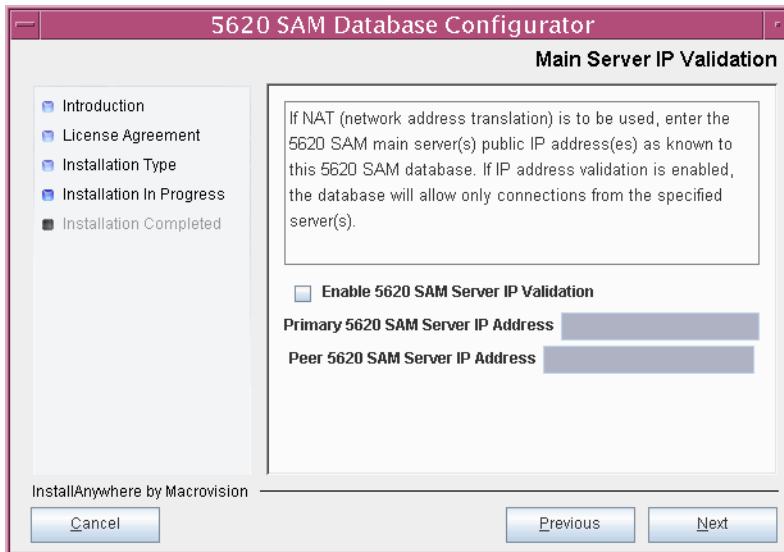 5620 SAM Database Configurator
Main Server IP Validation
Introduction
License Agreement
Installation Type
Installation In Progress
Installation Completed
If NAT (network address translation) is to be used, enter the
5620 SAM main server(s) public IP address(es) as known to
this 5620 SAM database. If IP address validation is enabled,
the database will allow only connections from the specified
server(s).
Enable 5620 SAM Server IP Validation
Primary 5620 SAM Server IP Address
Peer 5620 SAM Server IP Address
InstallAnywhere by Macrovision
Cancel
Previous
Next